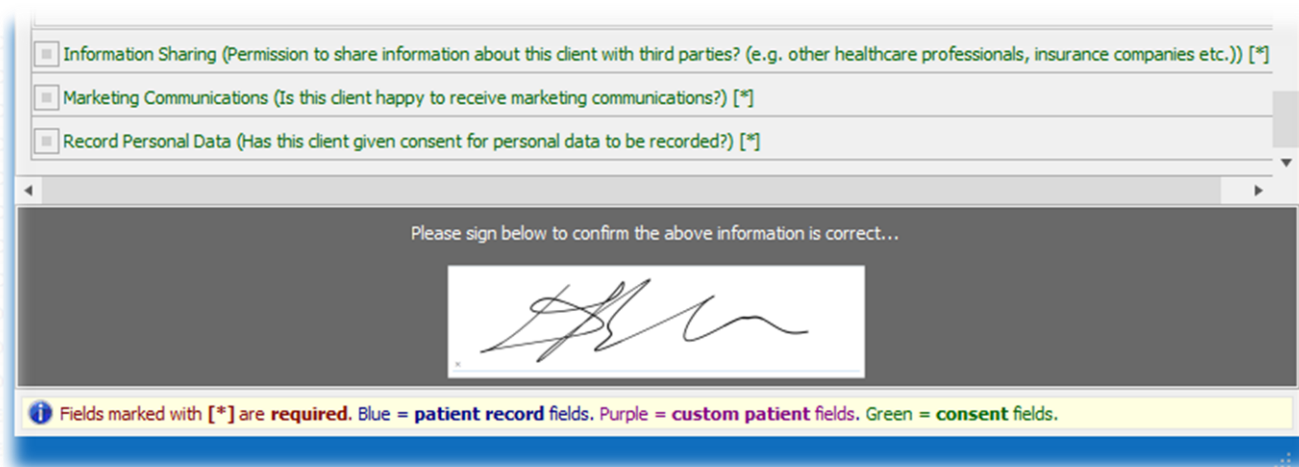 Information Sharing (Permission to share information about this client with third parties? (e.g. other healthcare professionals, insurance companies etc.)) [*]
Marketing Communications (Is this client happy to receive marketing communications?) [*]
Record Personal Data (Has this client given consent for personal data to be recorded?) [*]
Please sign below to confirm the above information is correct...
Fields marked with [*] are required. Blue = patient record fields. Purple = custom patient fields. Green = consent fields.